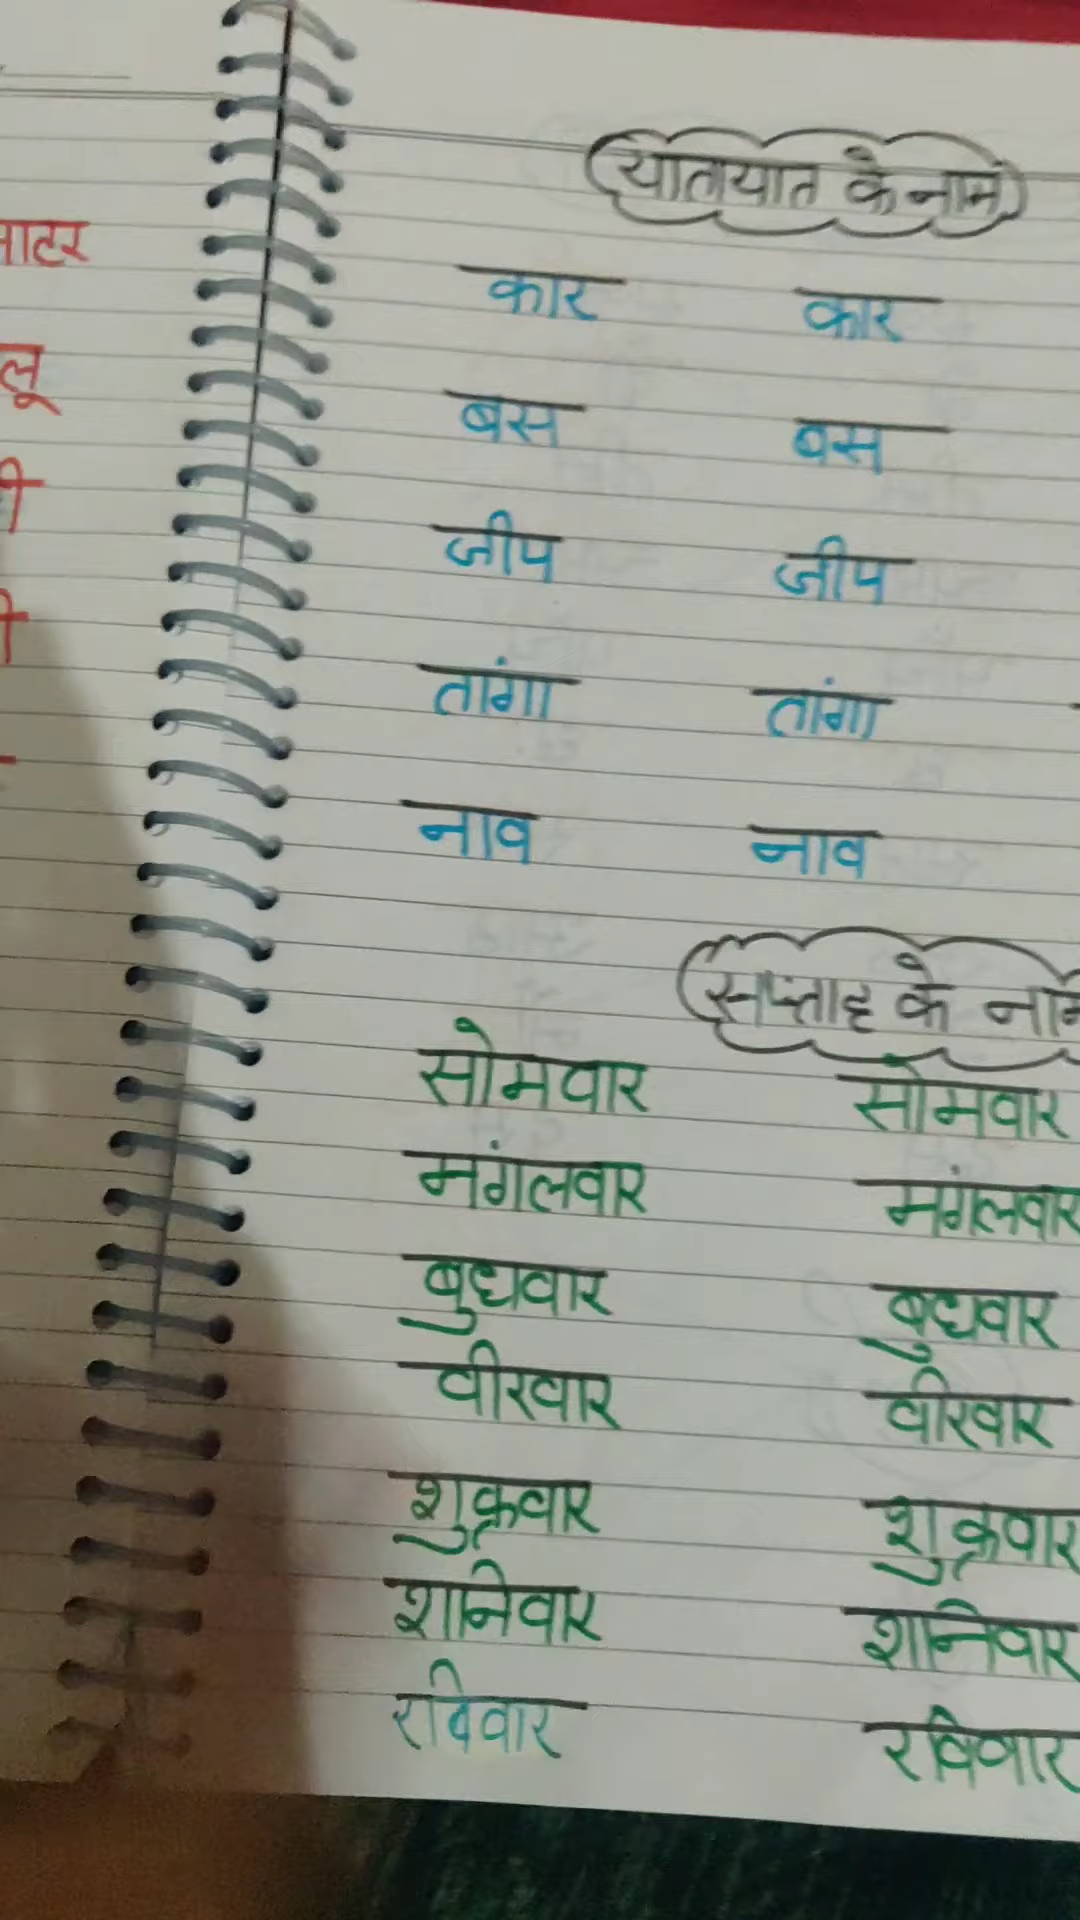 यातायात के नाम
कार कार
बस बस
जीप जीप
तांगा तांगा
नाव नाव
सप्ताह के नाम
सोमवार सोमवार
मंगलवार मंगलवार
बुधवार बुधवार
वीरवार वीरवार
शुक्रवार शुक्रवार
शनिवार शनिवार
रविवार रविवार